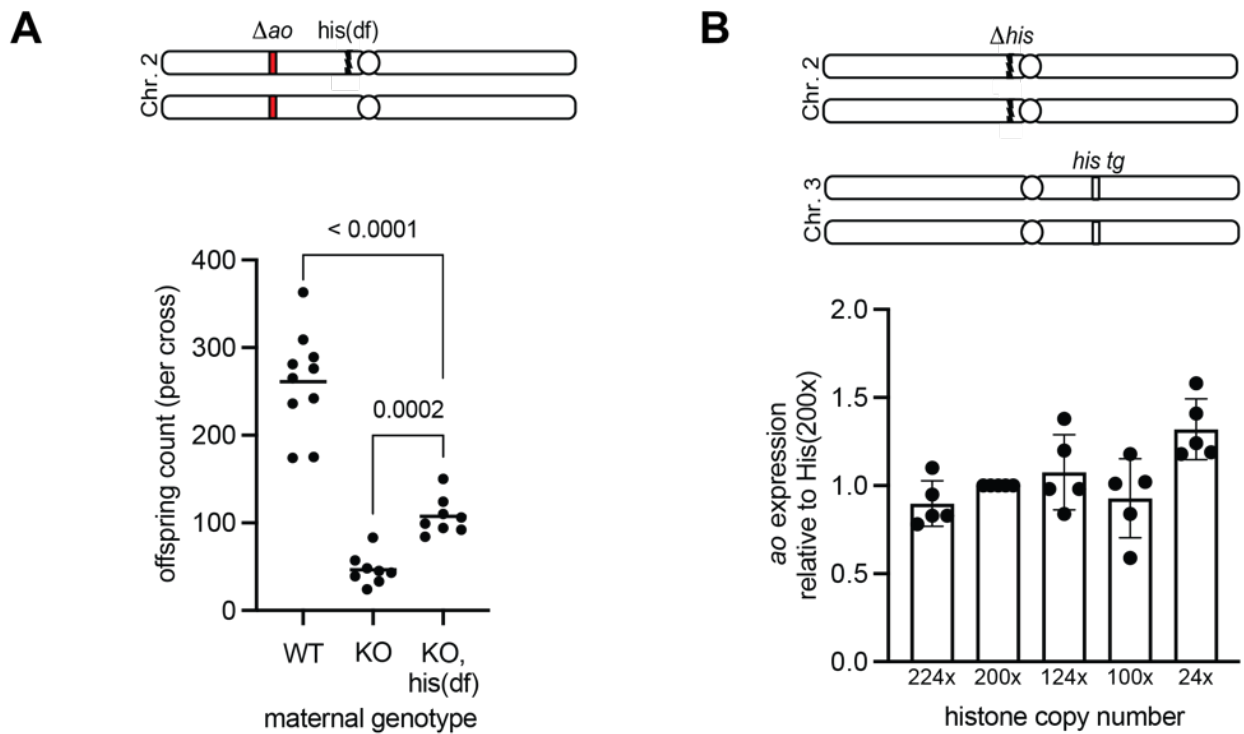 A
Δao his(df)
Chr. 2
< 0.0001
0.0002
offspring count (per cross)
400
300
200
100
0
WT KO KO,
his(df)
maternal genotype
B
Δhis
Chr. 2
his tg
Chr. 3
ao expression
relative to His(200x)
2.0
1.5
1.0
0.5
0.0
224x 200x 124x 100x 24x
histone copy number